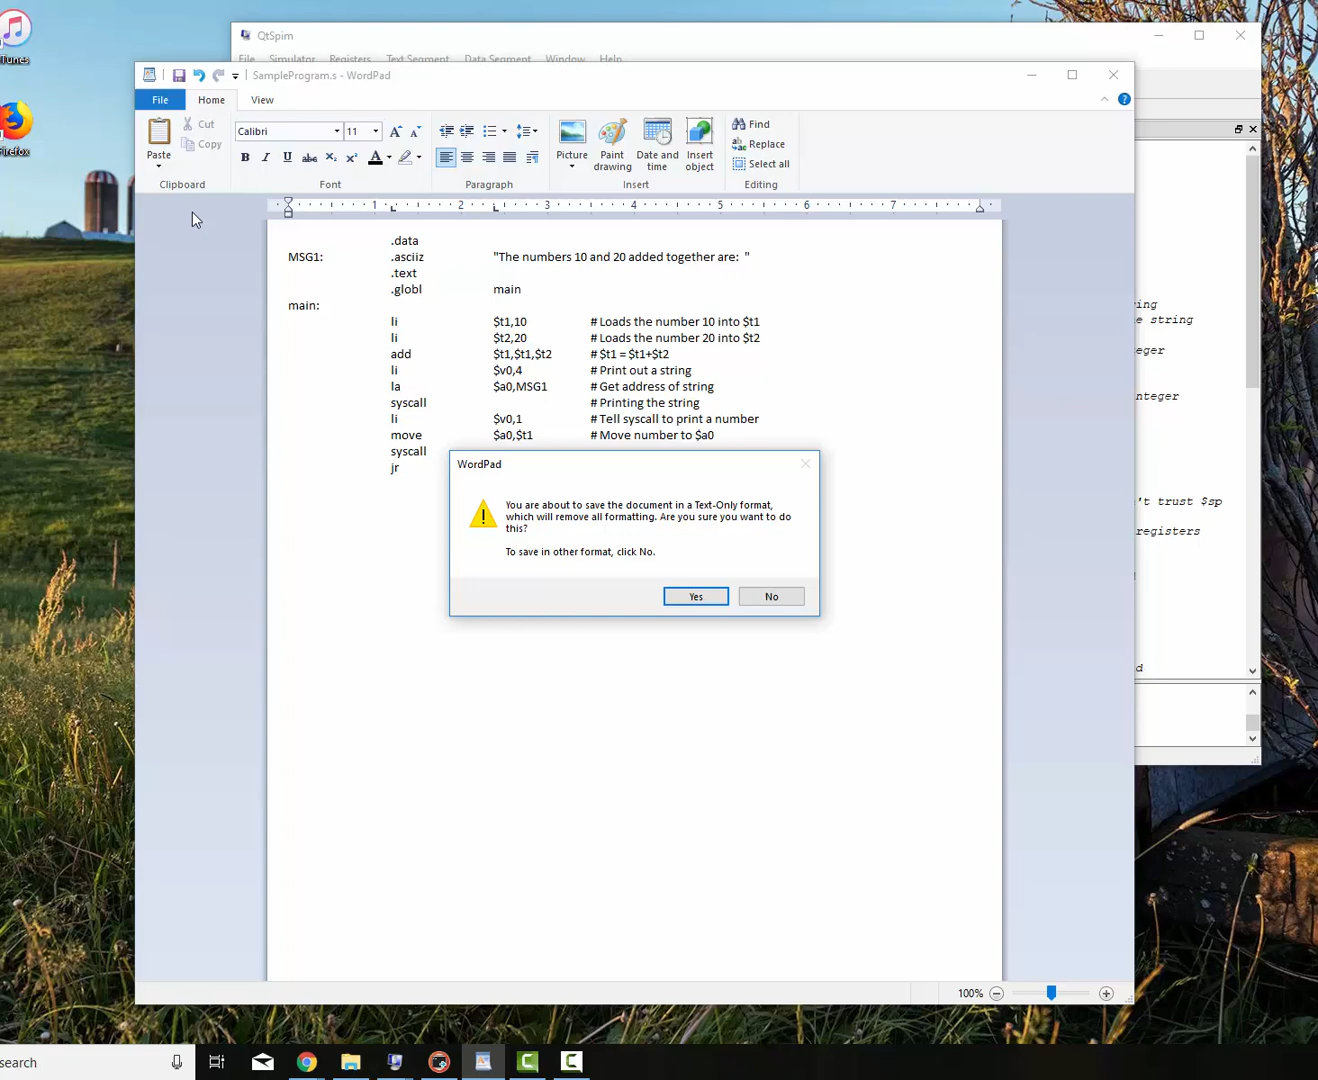 iTunes
Firefox
QtSpim
File Simulator Registers Text Segment Data Segment Window Help
SampleProgram.s - WordPad
File Home View
Paste
Cut
Copy
Clipboard
Calibri 11
Font
Paragraph
Picture
Paint drawing
Date and time
Insert object
Insert
Find
Replace
Select all
Editing
1 2 3 4 5 6 7
.data
MSG1: .asciiz "The numbers 10 and 20 added together are:  "
.text
.globl main
main:
li $t1,10 # Loads the number 10 into $t1
li $t2,20 # Loads the number 20 into $t2
add $t1,$t1,$t2 # $t1 = $t1+$t2
li $v0,4 # Print out a string
la $a0,MSG1 # Get address of string
syscall # Printing the string
li $v0,1 # Tell syscall to print a number
move $a0,$t1 # Move number to $a0
syscall
jr
WordPad
You are about to save the document in a Text-Only format,
which will remove all formatting. Are you sure you want to do
this?
To save in other format, click No.
Yes No
string
't trust $sp
registers
100%
search